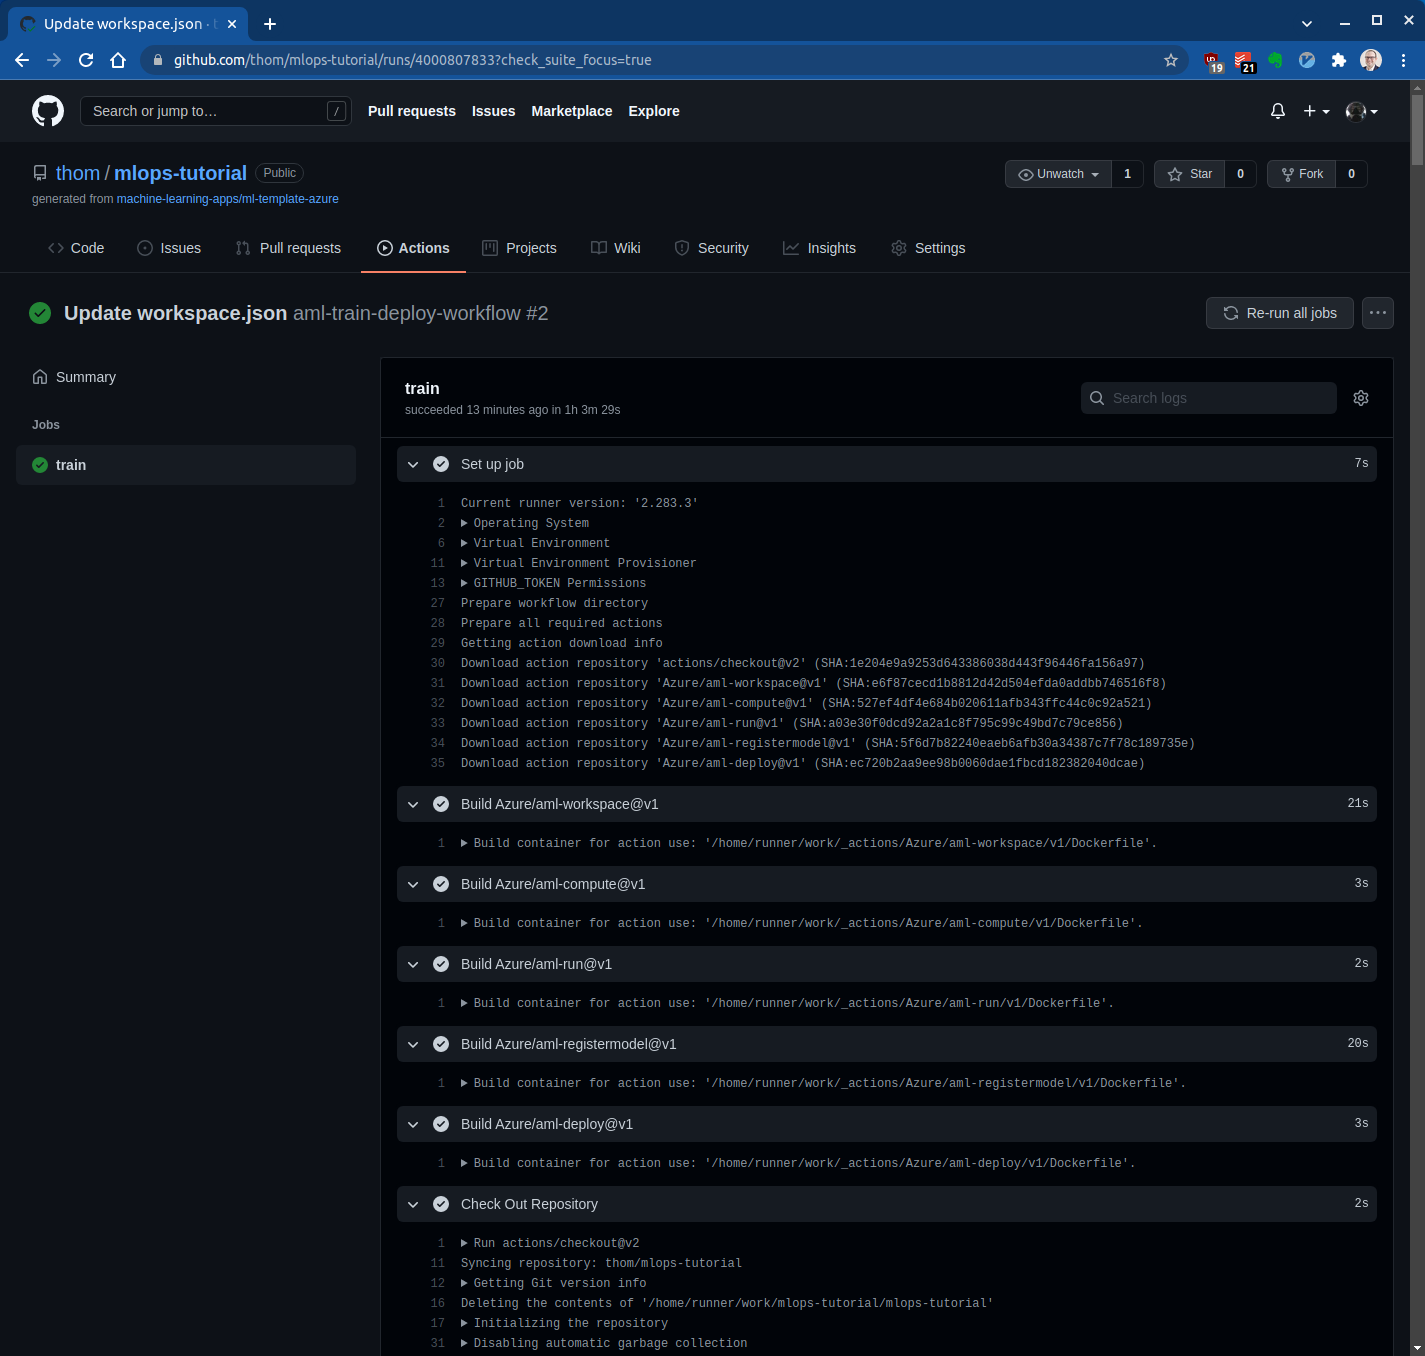 Update workspace.json · t
github.com/thom/mlops-tutorial/runs/4000807833?check_suite_focus=true
19
21
Search or jump to…
/
Pull requests
Issues
Marketplace
Explore
thom / mlops-tutorial
Public
generated from machine-learning-apps/ml-template-azure
Unwatch
1
Star
0
Fork
0
Code
Issues
Pull requests
Actions
Projects
Wiki
Security
Insights
Settings
Update workspace.json aml-train-deploy-workflow #2
Re-run all jobs
Summary
Jobs
train
train
succeeded 13 minutes ago in 1h 3m 29s
Search logs
Set up job
7s
1 Current runner version: '2.283.3'
2 Operating System
6 Virtual Environment
11 Virtual Environment Provisioner
13 GITHUB_TOKEN Permissions
27 Prepare workflow directory
28 Prepare all required actions
29 Getting action download info
30 Download action repository 'actions/checkout@v2' (SHA:1e204e9a9253d643386038d443f96446fa156a97)
31 Download action repository 'Azure/aml-workspace@v1' (SHA:e6f87cecd1b8812d42d504efda0addbb746516f8)
32 Download action repository 'Azure/aml-compute@v1' (SHA:527ef4df4e684b020611afb343ffc44c0c92a521)
33 Download action repository 'Azure/aml-run@v1' (SHA:a03e30f0dcd92a2a1c8f795c99c49bd7c79ce856)
34 Download action repository 'Azure/aml-registermodel@v1' (SHA:5f6d7b82240eaeb6afb30a34387c7f78c189735e)
35 Download action repository 'Azure/aml-deploy@v1' (SHA:ec720b2aa9ee98b0060dae1fbcd182382040dcae)
Build Azure/aml-workspace@v1
21s
1 Build container for action use: '/home/runner/work/_actions/Azure/aml-workspace/v1/Dockerfile'.
Build Azure/aml-compute@v1
3s
1 Build container for action use: '/home/runner/work/_actions/Azure/aml-compute/v1/Dockerfile'.
Build Azure/aml-run@v1
2s
1 Build container for action use: '/home/runner/work/_actions/Azure/aml-run/v1/Dockerfile'.
Build Azure/aml-registermodel@v1
20s
1 Build container for action use: '/home/runner/work/_actions/Azure/aml-registermodel/v1/Dockerfile'.
Build Azure/aml-deploy@v1
3s
1 Build container for action use: '/home/runner/work/_actions/Azure/aml-deploy/v1/Dockerfile'.
Check Out Repository
2s
1 Run actions/checkout@v2
11 Syncing repository: thom/mlops-tutorial
12 Getting Git version info
16 Deleting the contents of '/home/runner/work/mlops-tutorial/mlops-tutorial'
17 Initializing the repository
31 Disabling automatic garbage collection